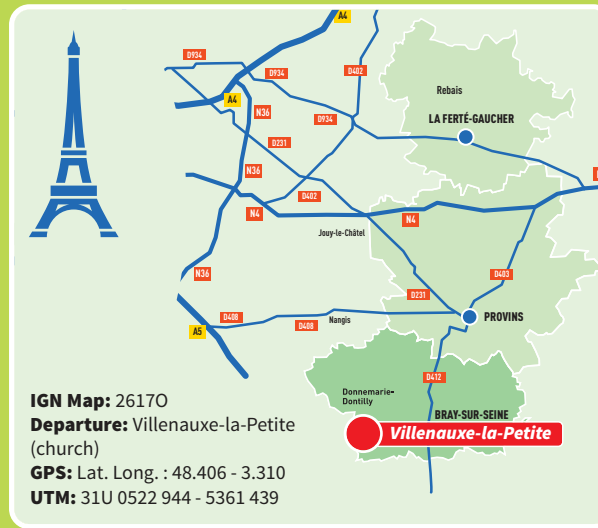 A4
D934
D934
D402
A4
Rebais
N36
D934
LA FERTÉ-GAUCHER
D231
N36
D402
N4
N4
Jouy-le-Châtel
N36
D403
D231
D408
D408
Nangis
PROVINS
A5
D412
Donnemarie-
Dontilly
BRAY-SUR-SEINE
Villenauxe-la-Petite
IGN Map: 2617O
Departure: Villenauxe-la-Petite
(church)
GPS: Lat. Long. : 48.406 - 3.310
UTM: 31U 0522 944 - 5361 439